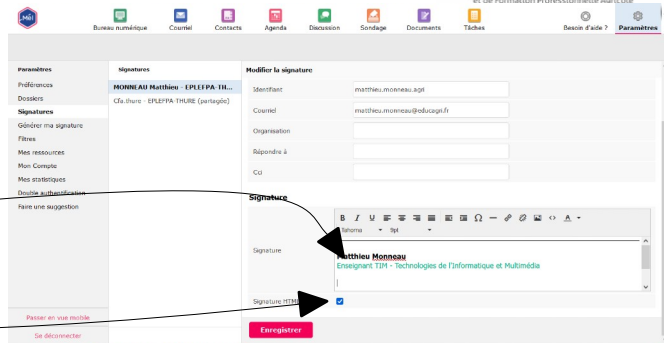 et de Formation Professionnelle Maricole
.Mél
Bureau numérique Courriel Contacts Agenda Discussion Sondage Documents Tâches Besoin d'aide ? Paramètres
Paramètres
Préférences
Dossiers
Signatures
Générer ma signature
Filtres
Mes ressources
Mon Compte
Mes statistiques
Double authentification
Faire une suggestion
Passer en vue mobile
Se déconnecter
Signatures
MONNEAU Matthieu - EPLEFPA-TH...
Cfa.thure - EPLEFPA-THURE (partagée)
Modifier la signature
Identifiant matthieu.monneau.agri
Courriel matthieu.monneau@educagri.fr
Organisation
Répondre à
Cci
Signature
B I U Ω A
Tahoma 9pt
Signature
Matthieu Monneau
Enseignant TIM - Technologies de l'Informatique et Multimédia
Signature HTML
Enregistrer